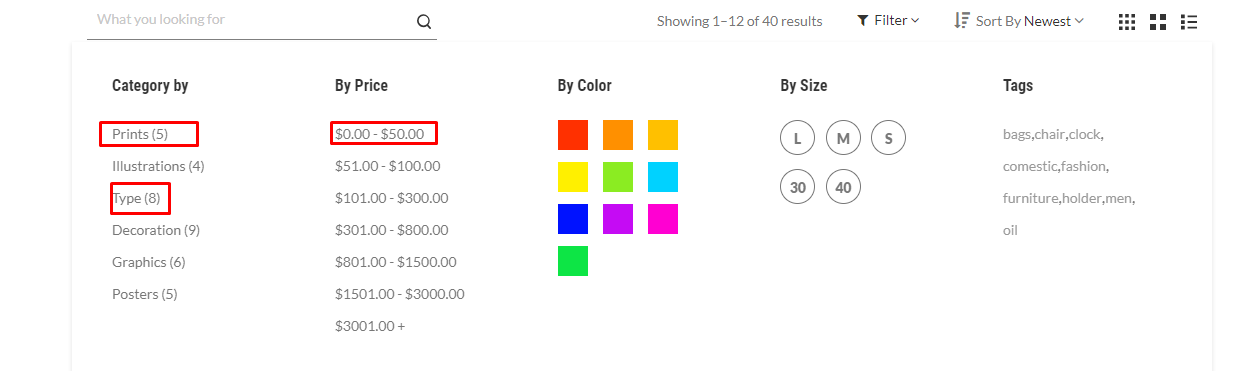 What you looking for
Showing 1–12 of 40 results
Filter
Sort By Newest
Category by
Prints (5)
Illustrations (4)
Type (8)
Decoration (9)
Graphics (6)
Posters (5)
By Price
$0.00 - $50.00
$51.00 - $100.00
$101.00 - $300.00
$301.00 - $800.00
$801.00 - $1500.00
$1501.00 - $3000.00
$3001.00 +
By Color
By Size
L M S
30 40
Tags
bags,chair,clock,
comestic,fashion,
furniture,holder,men,
oil